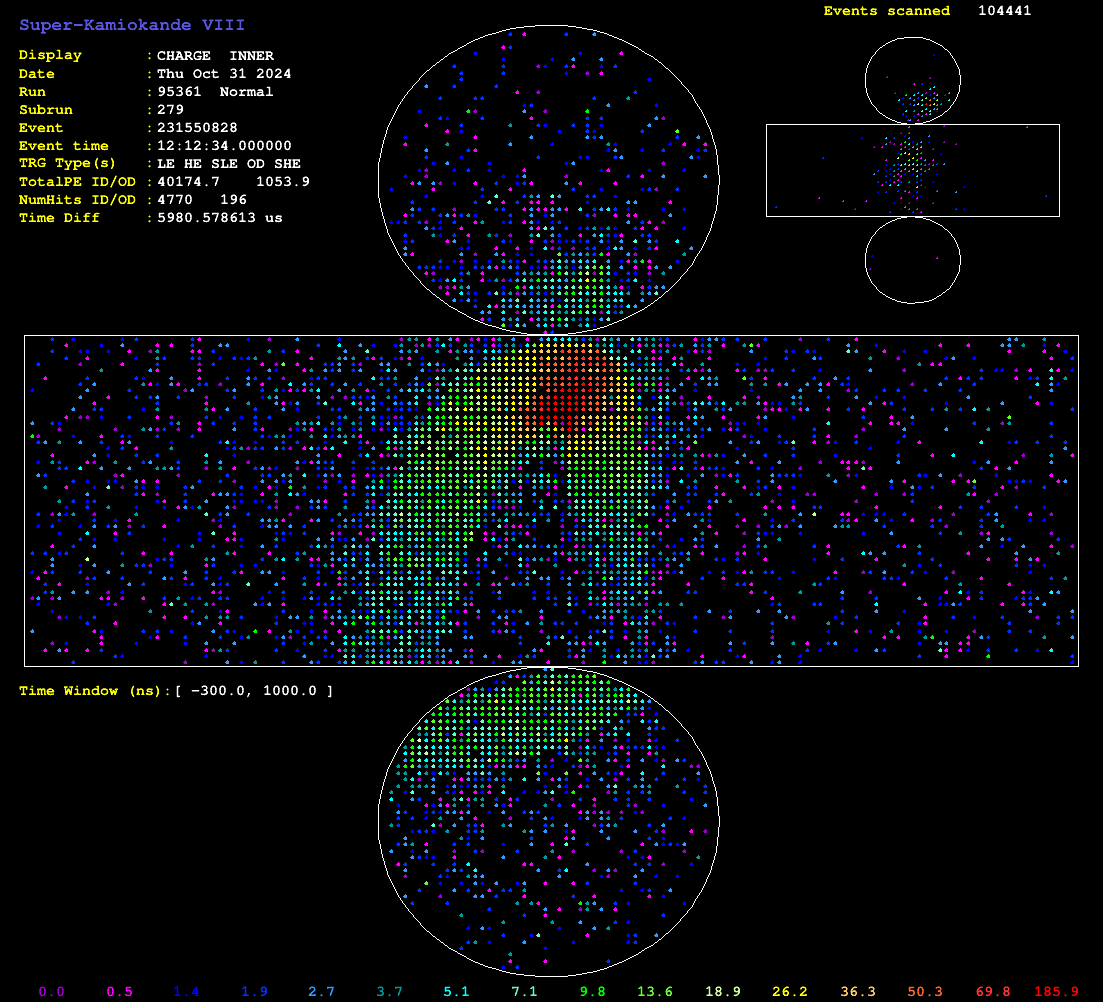 Super-Kamiokande VIII
Events scanned 104441
Display : CHARGE INNER
Date : Thu Oct 31 2024
Run : 95361 Normal
Subrun : 279
Event : 231550828
Event time : 12:12:34.000000
TRG Type(s) : LE HE SLE OD SHE
TotalPE ID/OD : 40174.7 1053.9
NumHits ID/OD : 4770 196
Time Diff : 5980.578613 us
Time Window (ns):[ -300.0, 1000.0 ]
0.0 0.5 1.4 1.9 2.7 3.7 5.1 7.1 9.8 13.6 18.9 26.2 36.3 50.3 69.8 185.9